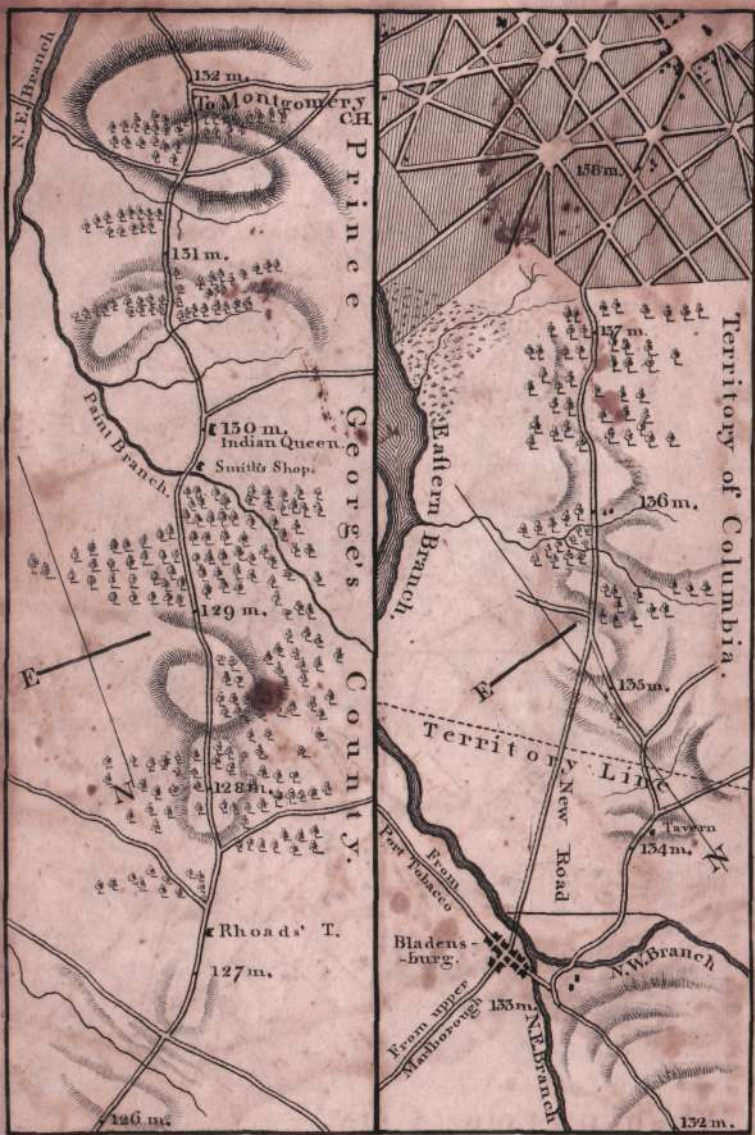 N.E. Branch
132 m.
To Montgomery
C.H.
131 m.
Prince
George's
County.
Paint Branch.
130 m.
Indian Queen.
Smith's Shop.
129 m.
E
N
128 m.
Rhoads' T.
127 m.
126 m.
138 m.
137 m.
Territory of Columbia.
Eaſtern
Branch.
136 m.
E
135 m.
Territory Line
New Road
Tavern
134 m.
N
From
Port Tobacco
Bladens-
-burg.
N.W. Branch
133 m.
From upper
Marlborough
N.E. Branch
132 m.